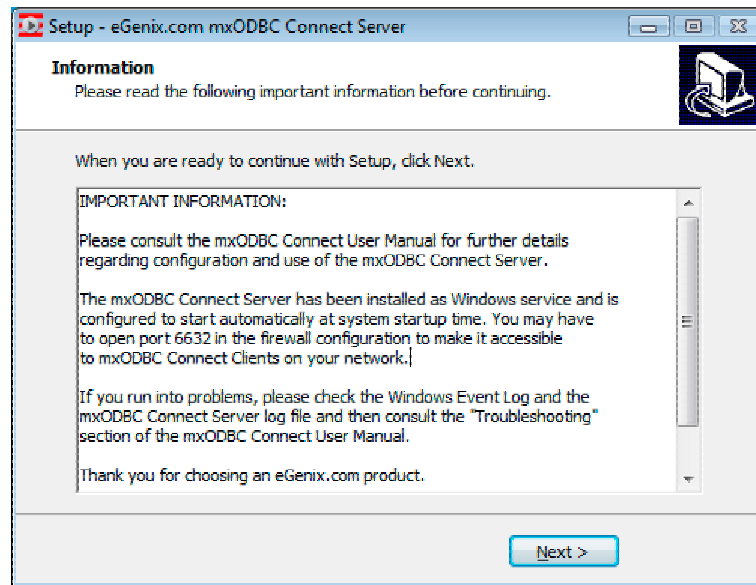 Setup - eGenix.com mxODBC Connect Server
Information
Please read the following important information before continuing.
When you are ready to continue with Setup, click Next.
IMPORTANT INFORMATION:
Please consult the mxODBC Connect User Manual for further details
regarding configuration and use of the mxODBC Connect Server.
The mxODBC Connect Server has been installed as Windows service and is
configured to start automatically at system startup time. You may have
to open port 6632 in the firewall configuration to make it accessible
to mxODBC Connect Clients on your network.
If you run into problems, please check the Windows Event Log and the
mxODBC Connect Server log file and then consult the "Troubleshooting"
section of the mxODBC Connect User Manual.
Thank you for choosing an eGenix.com product.
Next >